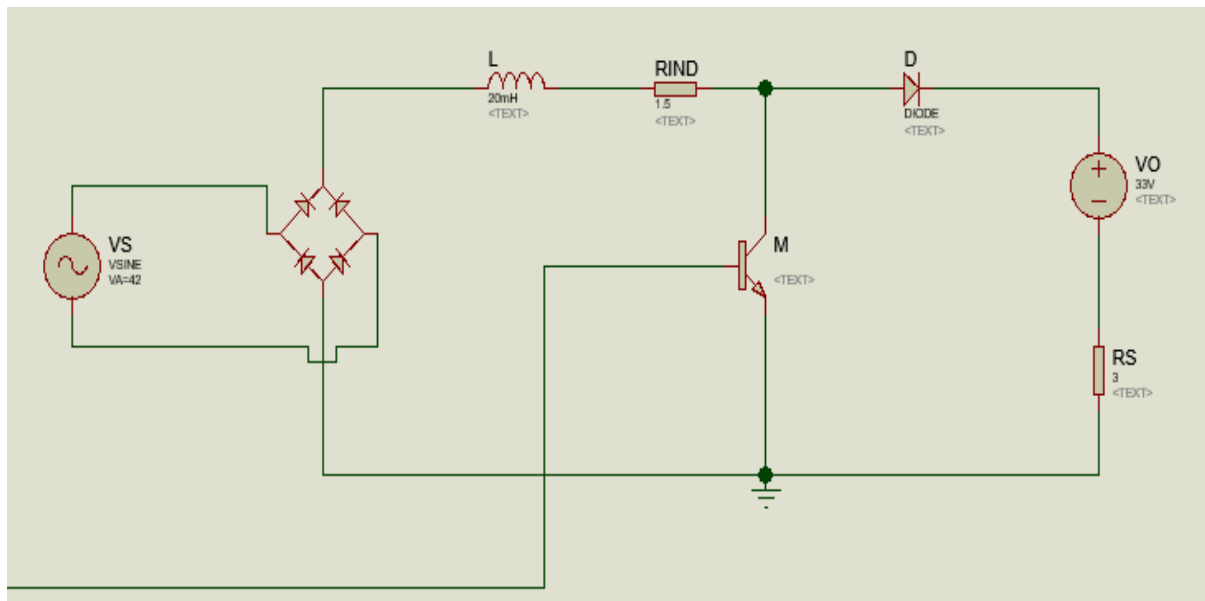 L
20mH
<TEXT>
RIND
1.5
<TEXT>
D
DIODE
<TEXT>
VS
VSINE
VA=42
M
<TEXT>
VO
33V
<TEXT>
RS
3
<TEXT>